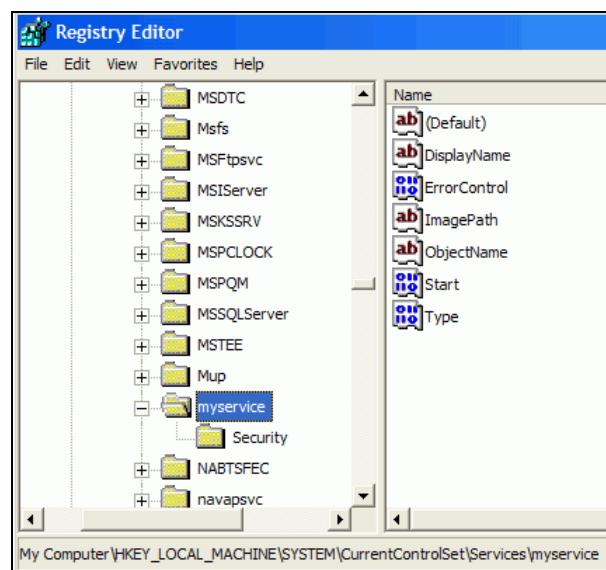 Registry Editor
File Edit View Favorites Help
MSDTC
Msfs
MSFtpsvc
MSIServer
MSKSSRV
MSPCLOCK
MSPQM
MSSQLServer
MSTEE
Mup
myservice
Security
NABTSFEC
navapsvc
Name
(Default)
DisplayName
ErrorControl
ImagePath
ObjectName
Start
Type
My Computer\HKEY_LOCAL_MACHINE\SYSTEM\CurrentControlSet\Services\myservice